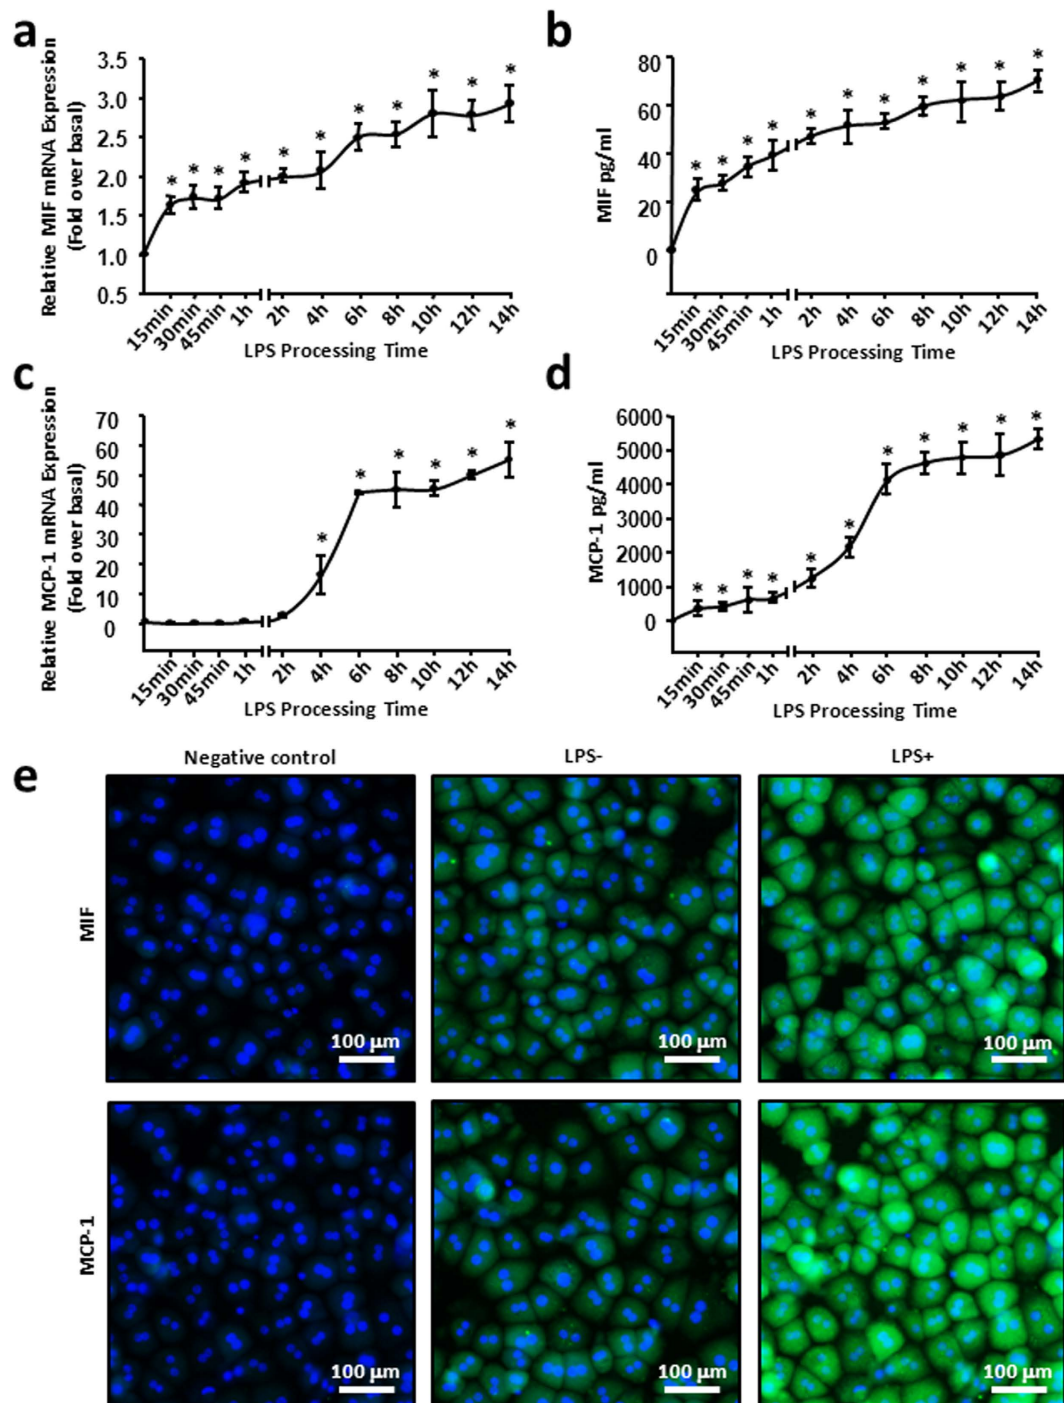 a
Relative MIF mRNA Expression
(Fold over basal)
3.5
3.0
2.5
2.0
1.5
1.0
0.5
* * * * * * * * * * *
15min 30min 45min 1h 2h 4h 6h 8h 10h 12h 14h
LPS Processing Time
b
MIF pg/ml
80
60
40
20
0
* * * * * * * * * * *
15min 30min 45min 1h 2h 4h 6h 8h 10h 12h 14h
LPS Processing Time
c
Relative MCP-1 mRNA Expression
(Fold over basal)
70
60
50
40
30
20
10
0
* * * * * *
15min 30min 45min 1h 2h 4h 6h 8h 10h 12h 14h
LPS Processing Time
d
MCP-1 pg/ml
6000
5000
4000
3000
2000
1000
0
* * * * * * * * * * *
15min 30min 45min 1h 2h 4h 6h 8h 10h 12h 14h
LPS Processing Time
e
Negative control LPS- LPS+
MIF
100 µm 100 µm 100 µm
MCP-1
100 µm 100 µm 100 µm